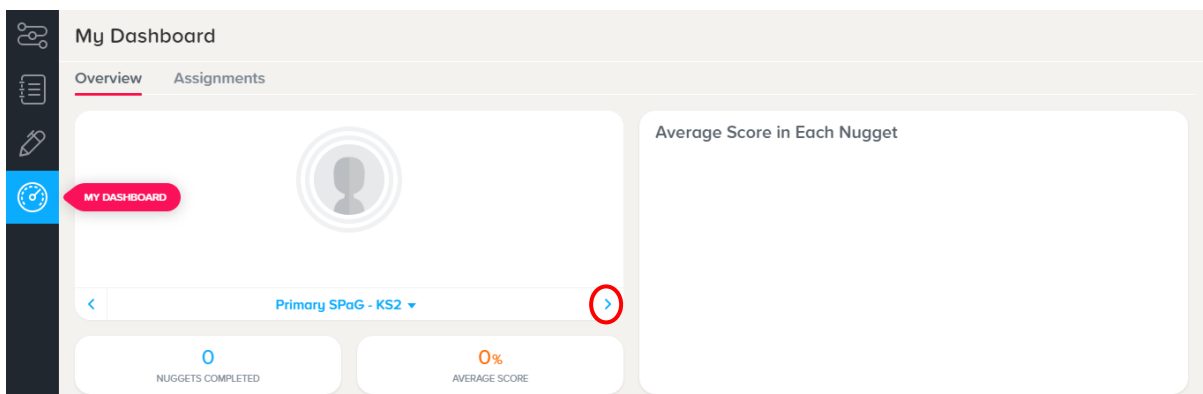 My Dashboard
Overview Assignments
Average Score in Each Nugget
MY DASHBOARD
Primary SPaG - KS2
0
NUGGETS COMPLETED
0%
AVERAGE SCORE